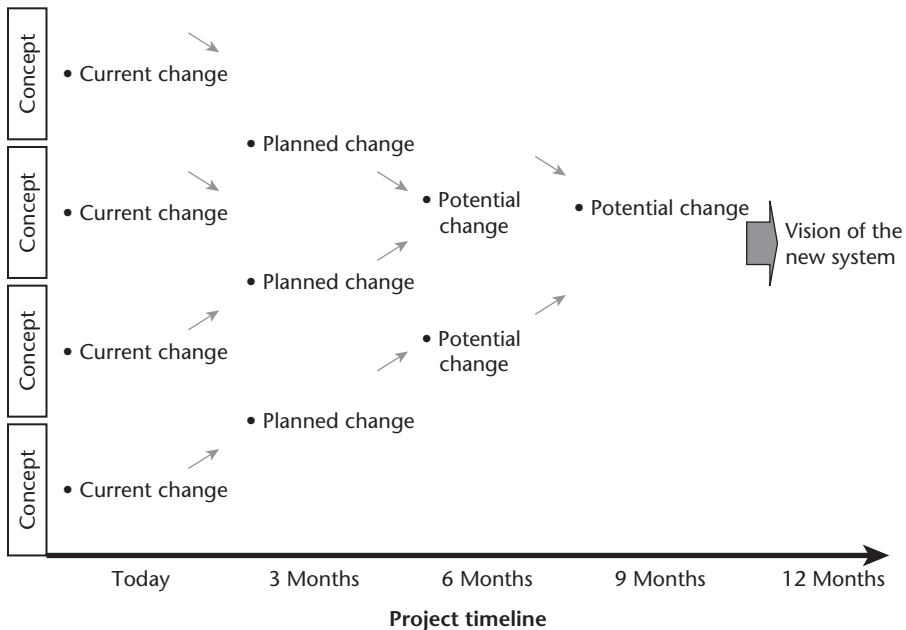 Concept
• Current change
• Planned change
Concept
• Current change
• Potential
change
• Potential change
Vision of the
new system
• Planned change
Concept
• Current change
• Potential
change
• Planned change
Concept
• Current change
Today
3 Months
6 Months
9 Months
12 Months
Project timeline